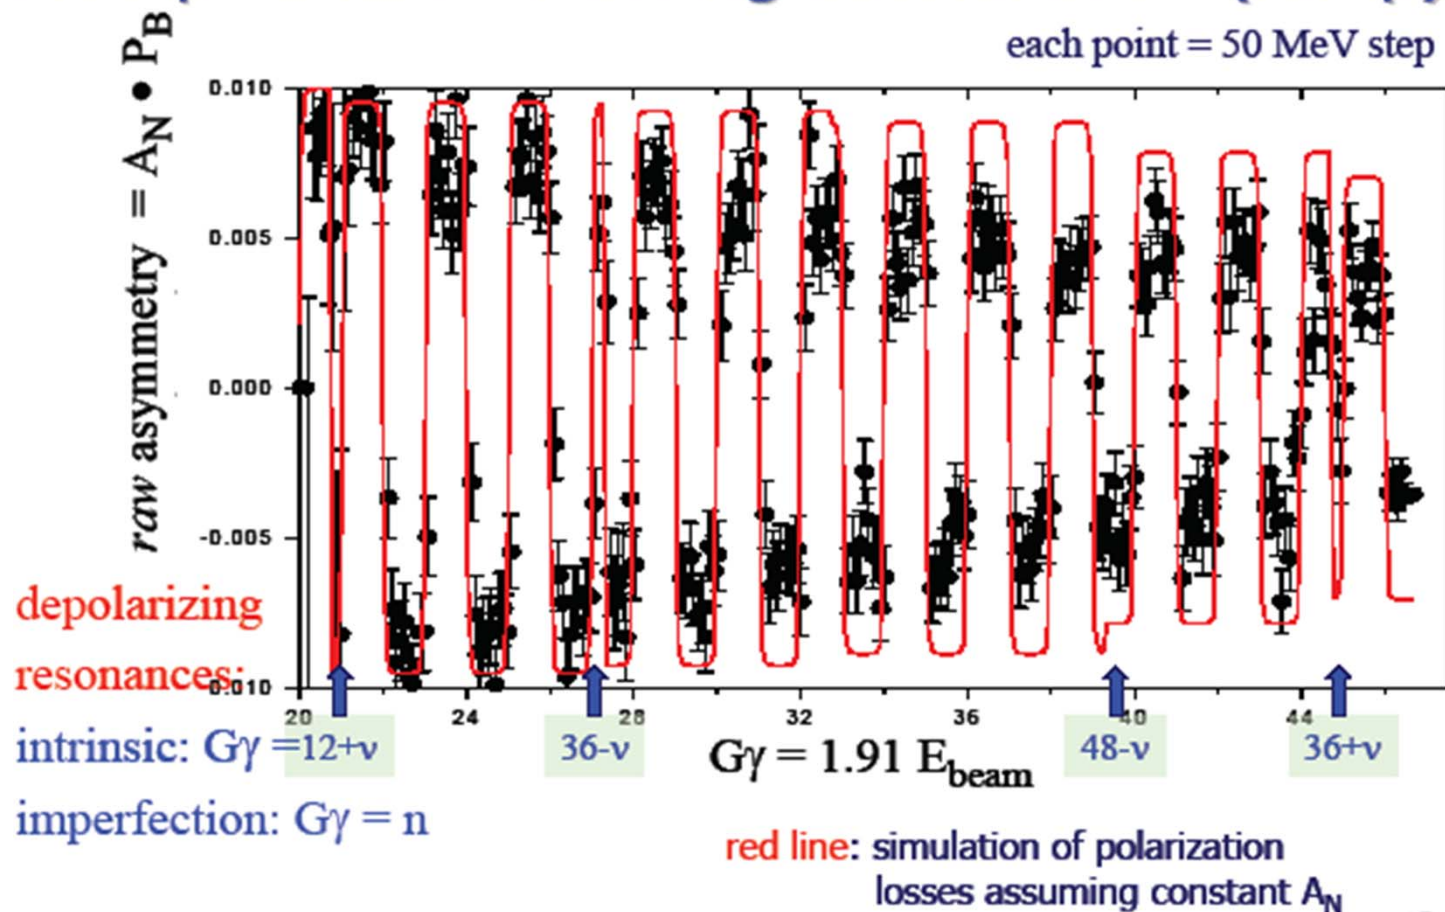 each point = 50 MeV step
raw asymmetry = A_N • P_B
0.010
0.005
0.000
-0.005
0.010
depolarizing
resonances:
20 24 28 32 36 40 44
intrinsic: Gγ = 12+ν 36-ν 48-ν 36+ν
Gγ = 1.91 E_beam
imperfection: Gγ = n
red line: simulation of polarization
losses assuming constant A_N